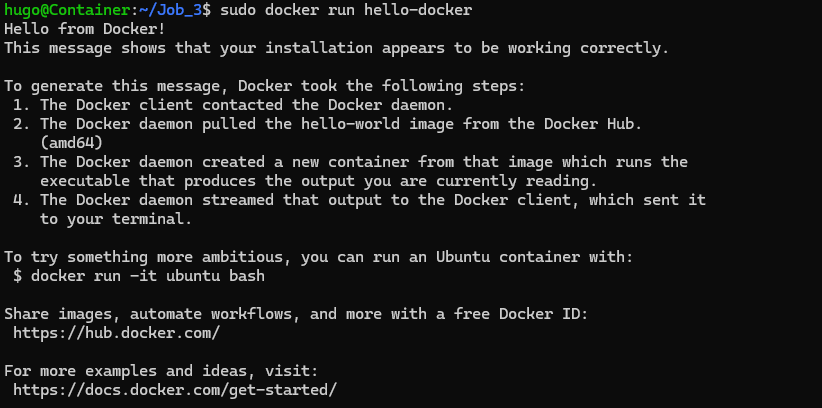 hugo@Container:~/Job_3$ sudo docker run hello-docker
Hello from Docker!
This message shows that your installation appears to be working correctly.

To generate this message, Docker took the following steps:
 1. The Docker client contacted the Docker daemon.
 2. The Docker daemon pulled the hello-world image from the Docker Hub.
    (amd64)
 3. The Docker daemon created a new container from that image which runs the
    executable that produces the output you are currently reading.
 4. The Docker daemon streamed that output to the Docker client, which sent it
    to your terminal.

To try something more ambitious, you can run an Ubuntu container with:
 $ docker run -it ubuntu bash

Share images, automate workflows, and more with a free Docker ID:
 https://hub.docker.com/

For more examples and ideas, visit:
 https://docs.docker.com/get-started/